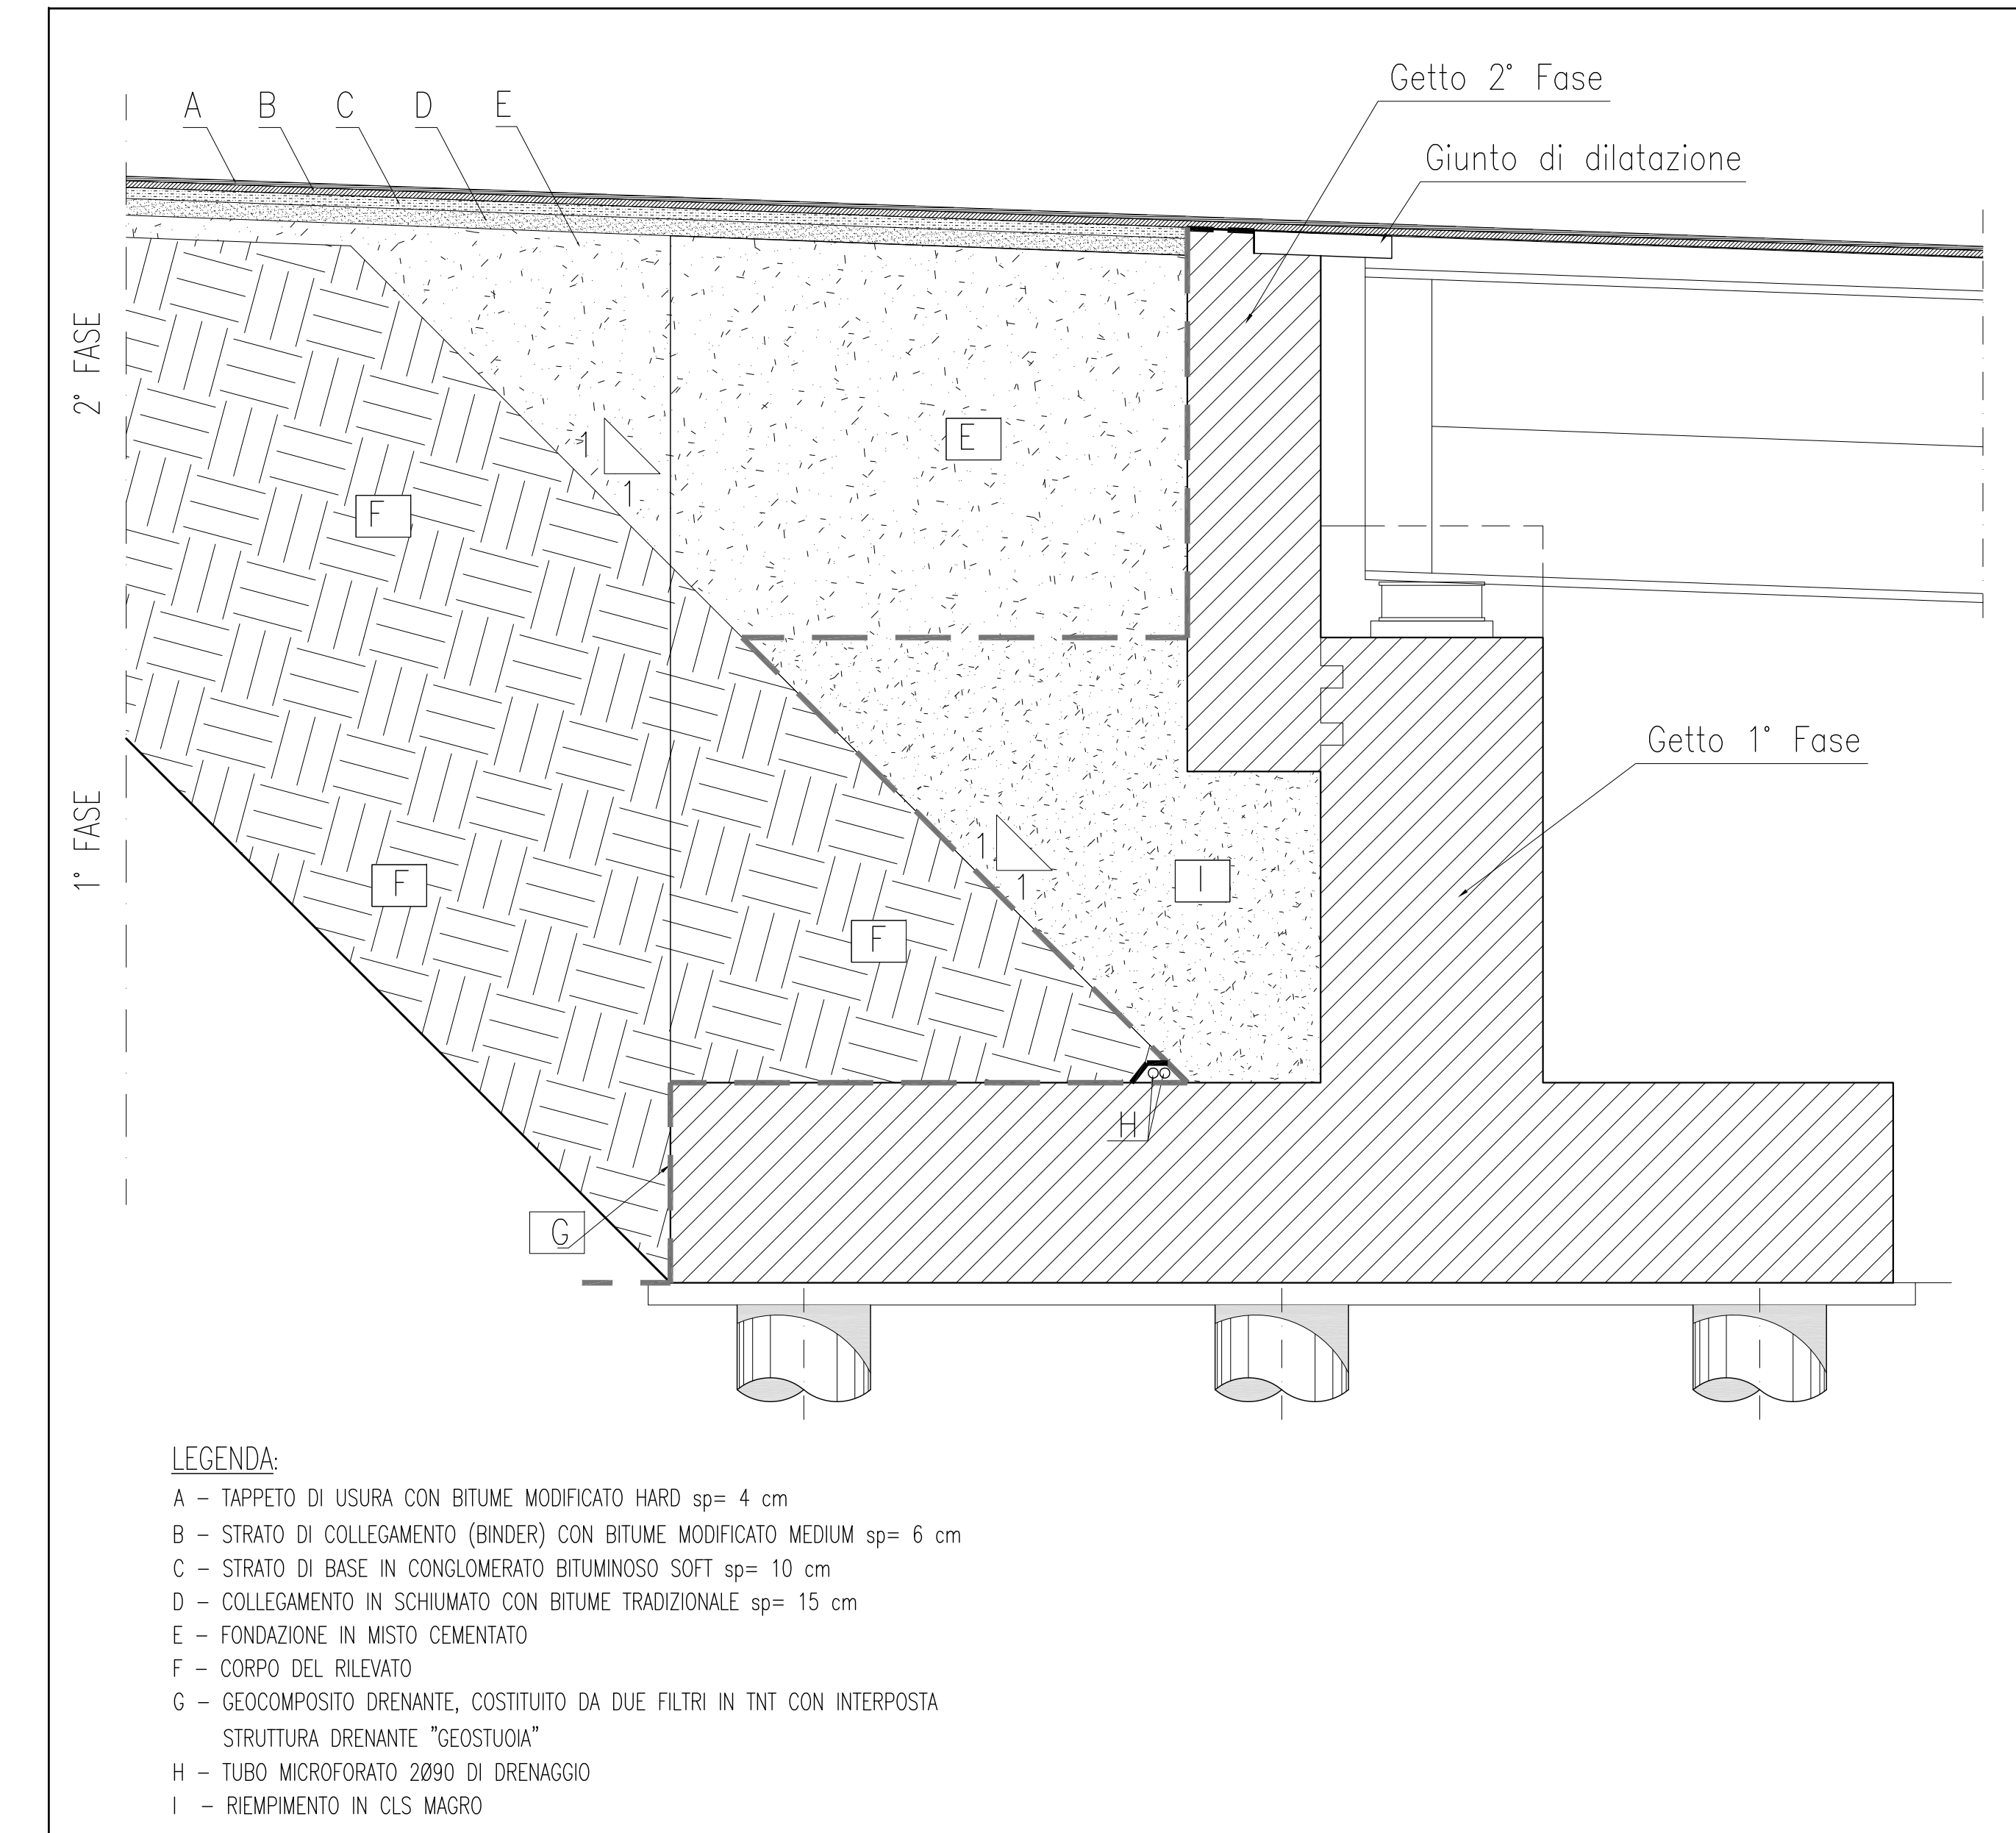 Getto 2° Fase
A B C D E
Giunto di dilatazione
2° FASE
E
1
1
F
Getto 1° Fase
1° FASE
1
1
F
I
F
H
G
LEGENDA:
A – TAPPETO DI USURA CON BITUME MODIFICATO HARD sp= 4 cm
B – STRATO DI COLLEGAMENTO (BINDER) CON BITUME MODIFICATO MEDIUM sp= 6 cm
C – STRATO DI BASE IN CONGLOMERATO BITUMINOSO SOFT sp= 10 cm
D – COLLEGAMENTO IN SCHIUMATO CON BITUME TRADIZIONALE sp= 15 cm
E – FONDAZIONE IN MISTO CEMENTATO
F – CORPO DEL RILEVATO
G – GEOCOMPOSITO DRENANTE, COSTITUITO DA DUE FILTRI IN TNT CON INTERPOSTA
STRUTTURA DRENANTE "GEOSTUOIA"
H – TUBO MICROFORATO 2Ø90 DI DRENAGGIO
I – RIEMPIMENTO IN CLS MAGRO